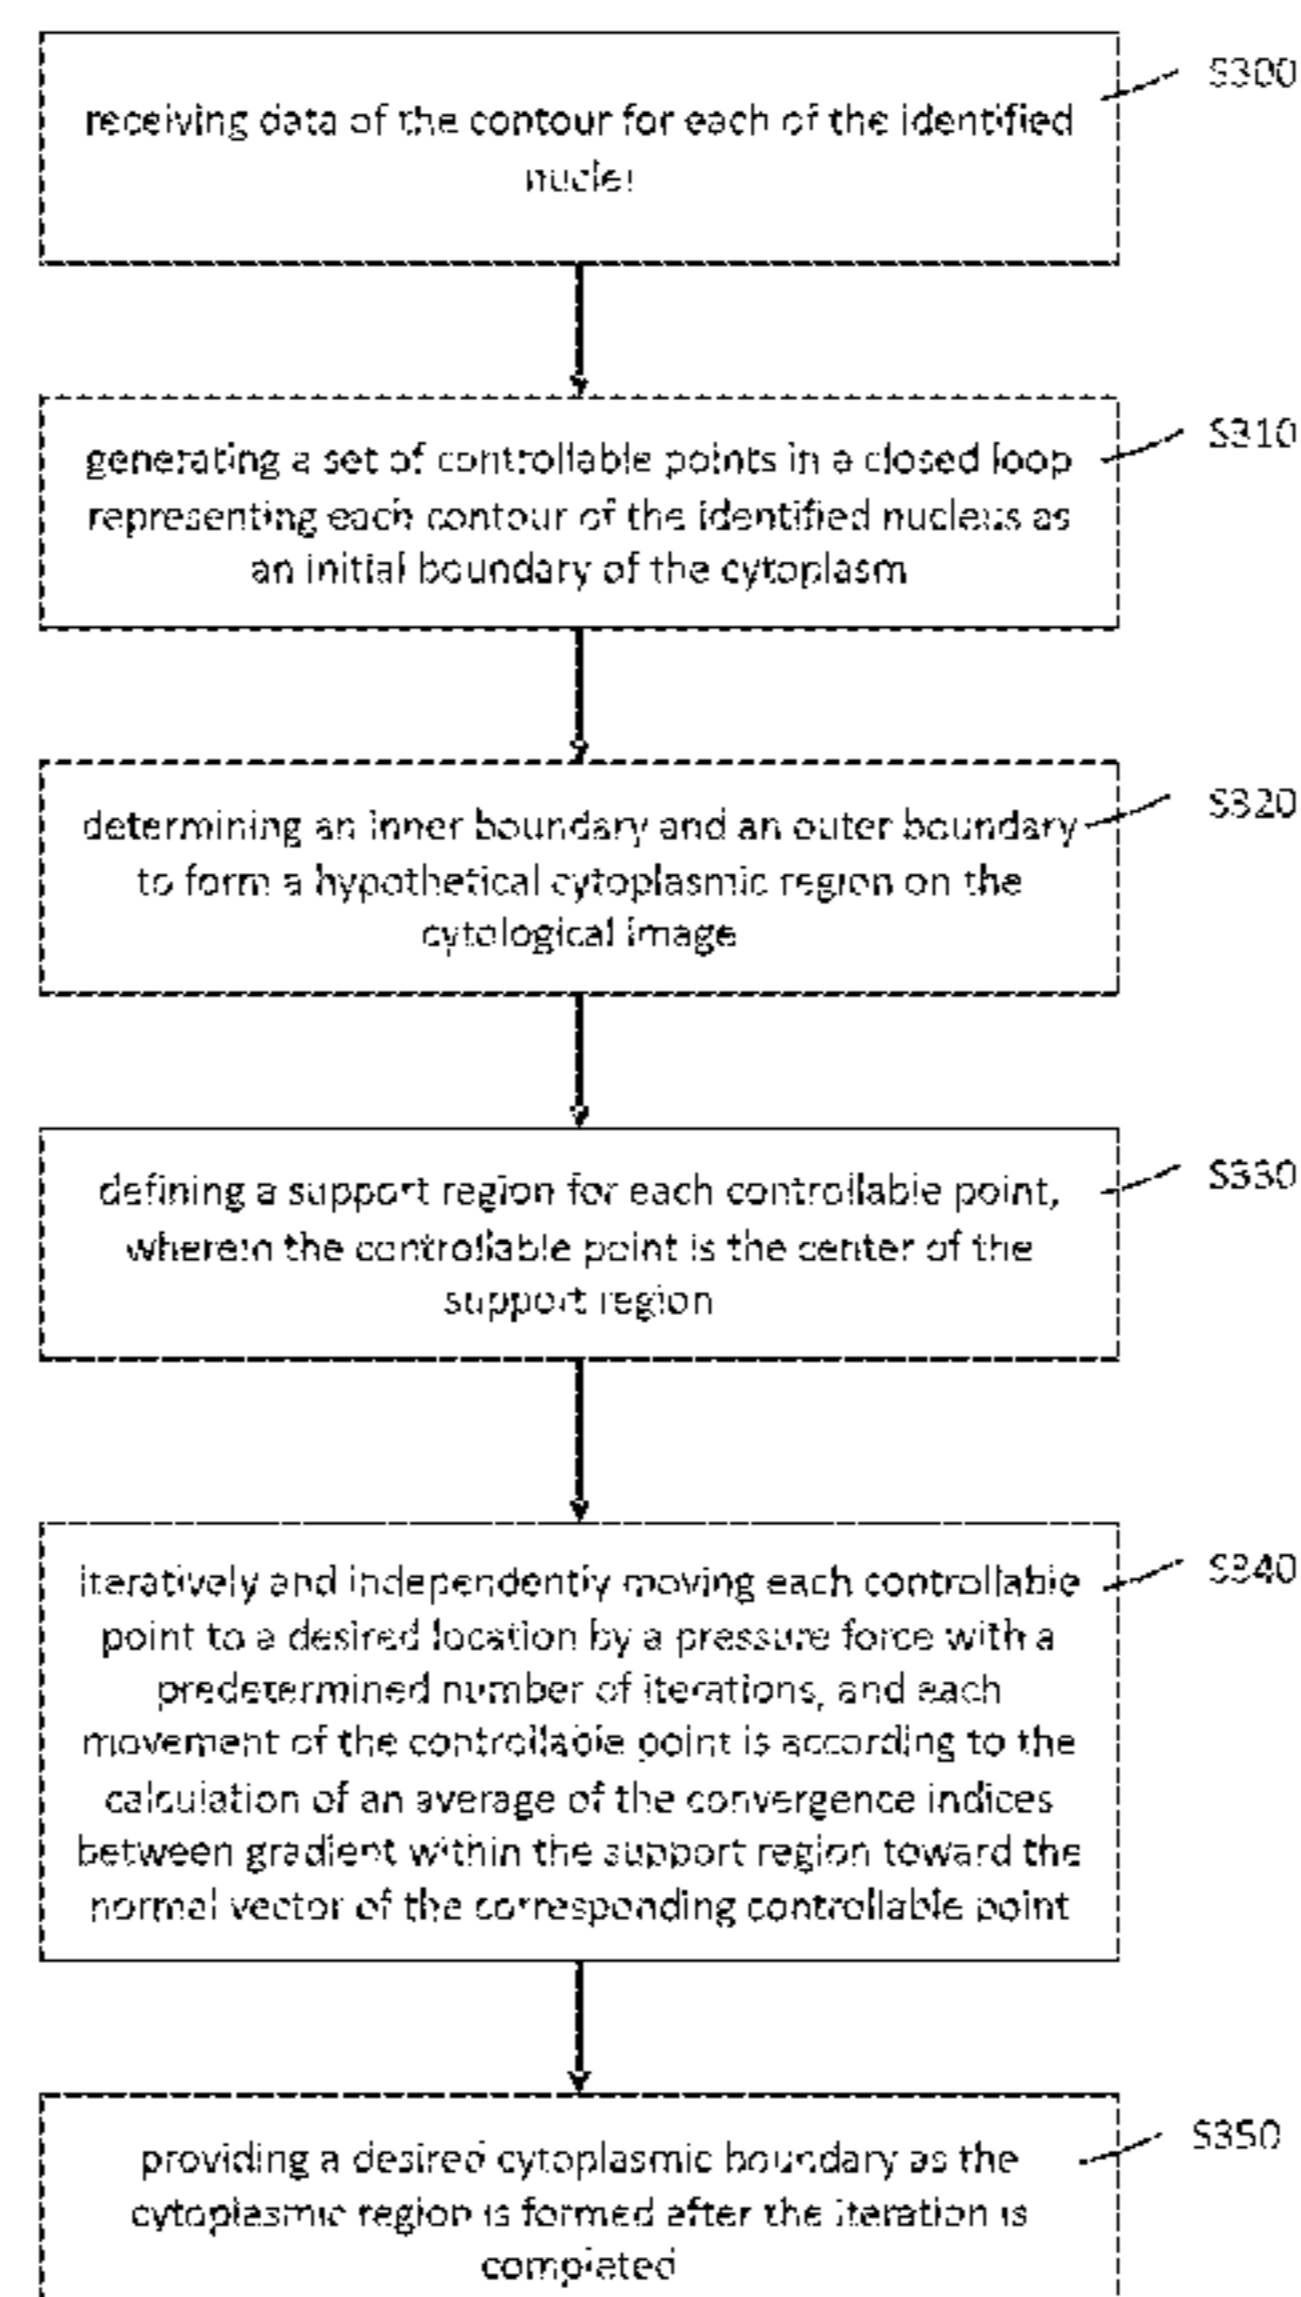 S300
receiving data of the contour for each of the identified
nuclei
S310
generating a set of controllable points in a closed loop
representing each contour of the identified nucleus as
an initial boundary of the cytoplasm
S320
determining an inner boundary and an outer boundary
to form a hypothetical cytoplasmic region on the
cytological image
S330
defining a support region for each controllable point,
wherein the controllable point is the center of the
support region
S340
iteratively and independently moving each controllable
point to a desired location by a pressure force with a
predetermined number of iterations, and each
movement of the controllable point is according to the
calculation of an average of the convergence indices
between gradient within the support region toward the
normal vector of the corresponding controllable point
S350
providing a desired cytoplasmic boundary as the
cytoplasmic region is formed after the iteration is
completed